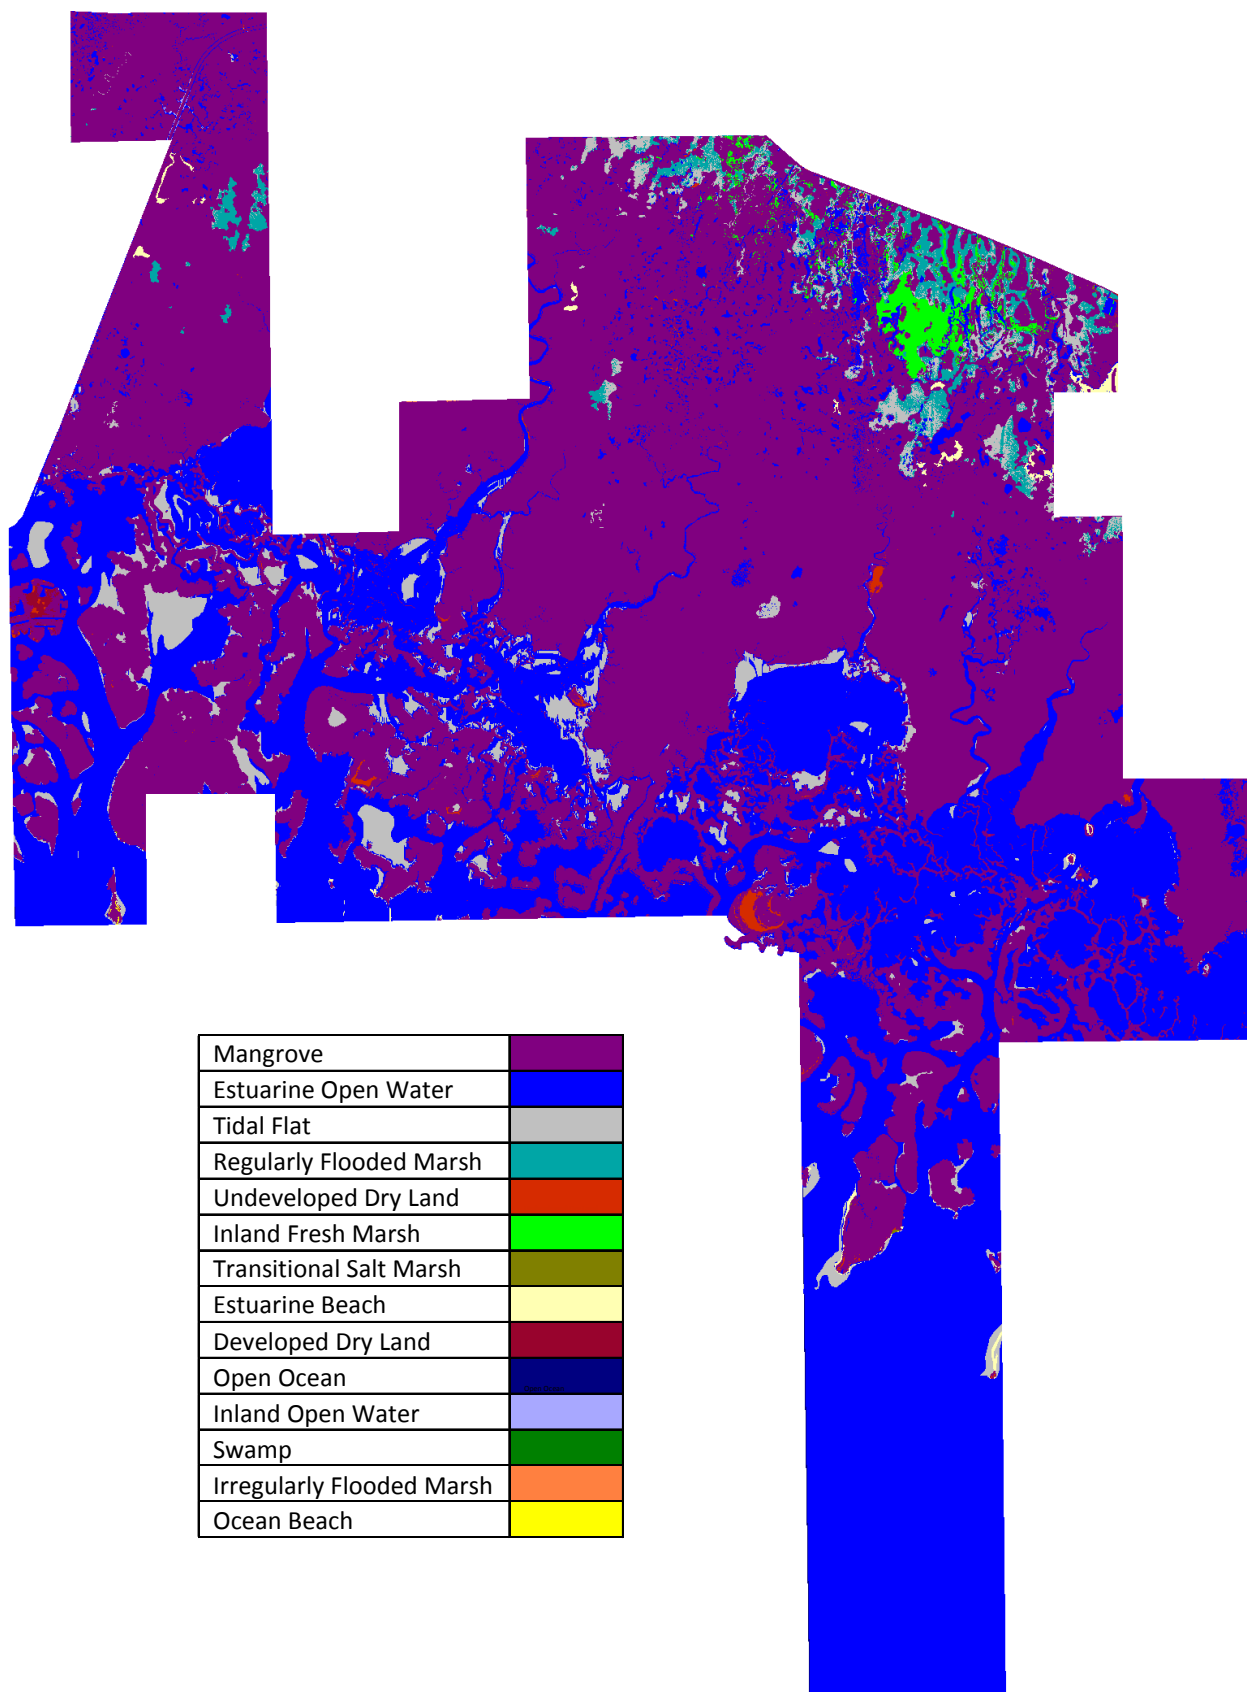 Mangrove
Estuarine Open Water
Tidal Flat
Regularly Flooded Marsh
Undeveloped Dry Land
Inland Fresh Marsh
Transitional Salt Marsh
Estuarine Beach
Developed Dry Land
Open Ocean
Inland Open Water
Swamp
Irregularly Flooded Marsh
Ocean Beach